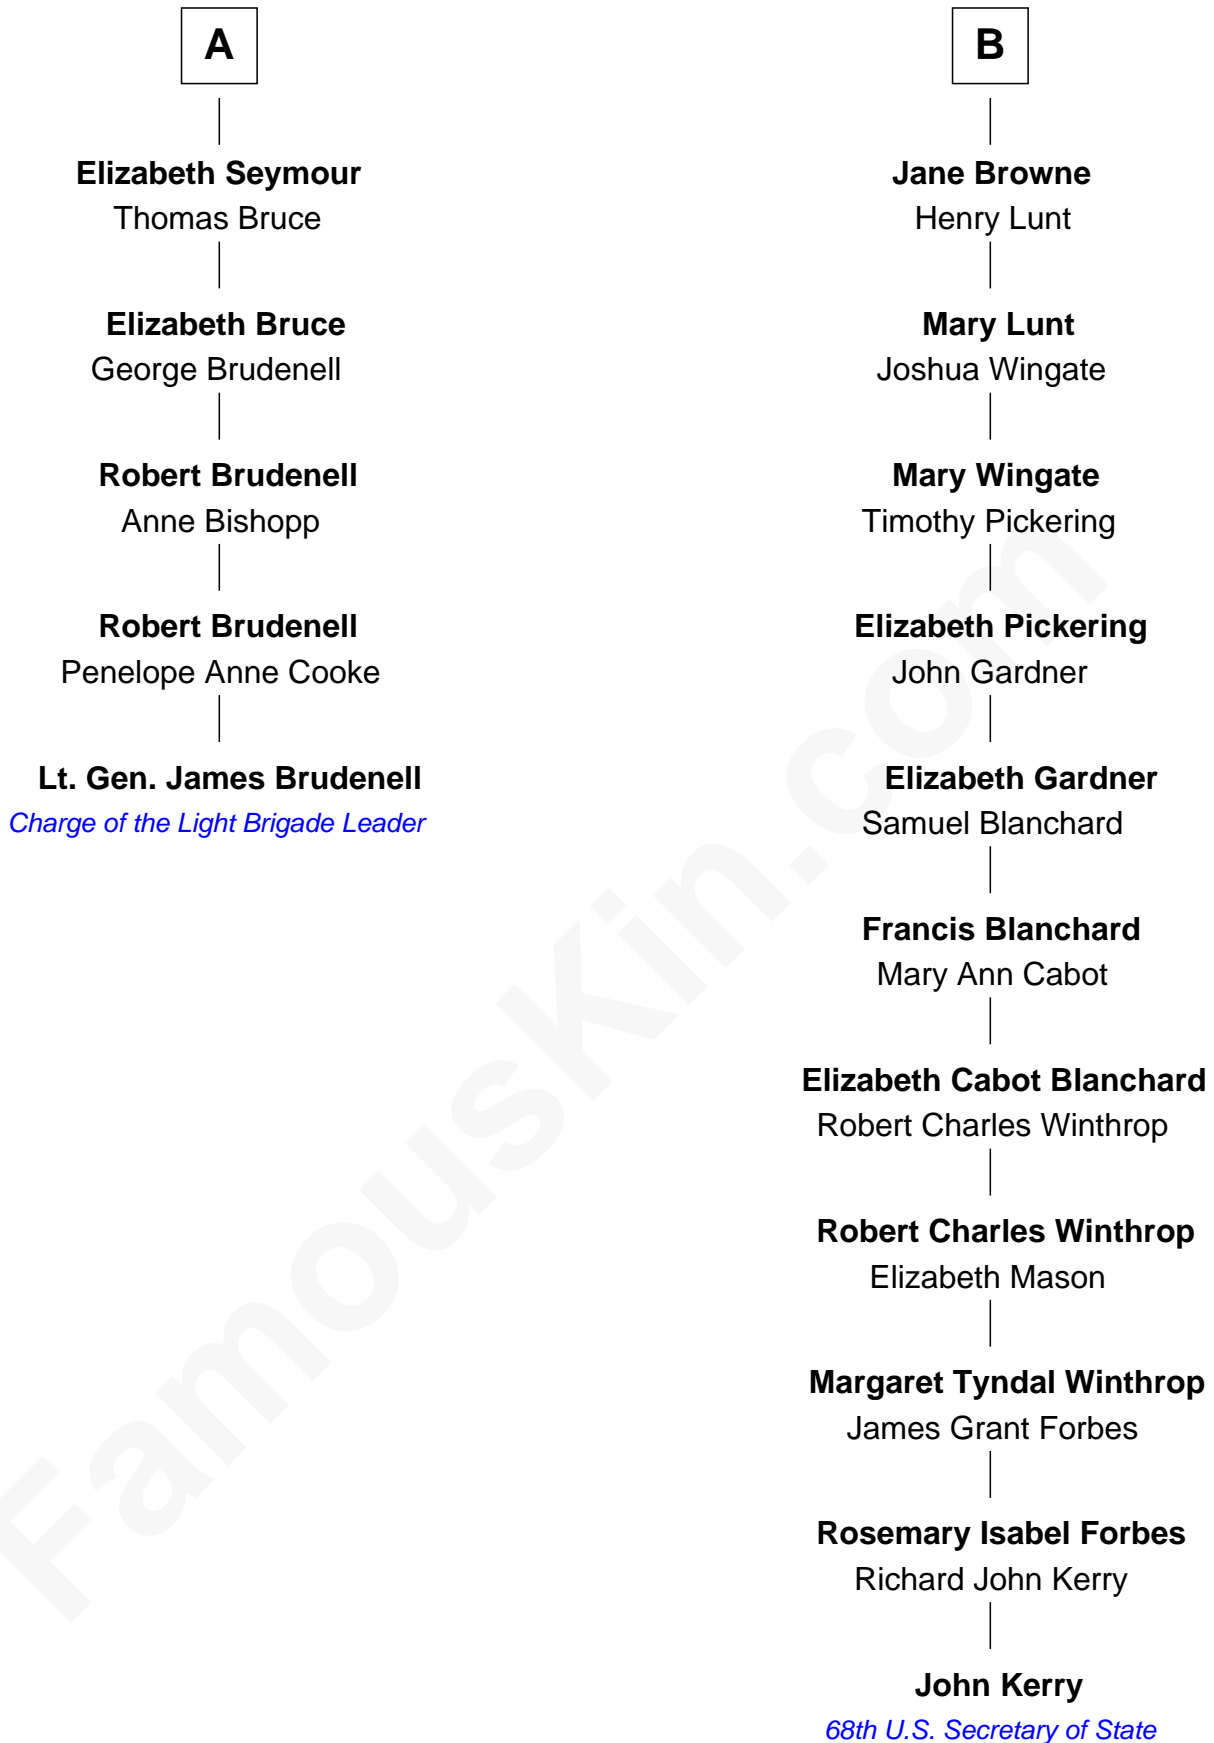 A
Elizabeth Seymour
Thomas Bruce
Elizabeth Bruce
George Brudenell
Robert Brudenell
Anne Bishopp
Robert Brudenell
Penelope Anne Cooke
Lt. Gen. James Brudenell
Charge of the Light Brigade Leader
B
Jane Browne
Henry Lunt
Mary Lunt
Joshua Wingate
Mary Wingate
Timothy Pickering
Elizabeth Pickering
John Gardner
Elizabeth Gardner
Samuel Blanchard
Francis Blanchard
Mary Ann Cabot
Elizabeth Cabot Blanchard
Robert Charles Winthrop
Robert Charles Winthrop
Elizabeth Mason
Margaret Tyndal Winthrop
James Grant Forbes
Rosemary Isabel Forbes
Richard John Kerry
John Kerry
68th U.S. Secretary of State
FamousKin.com